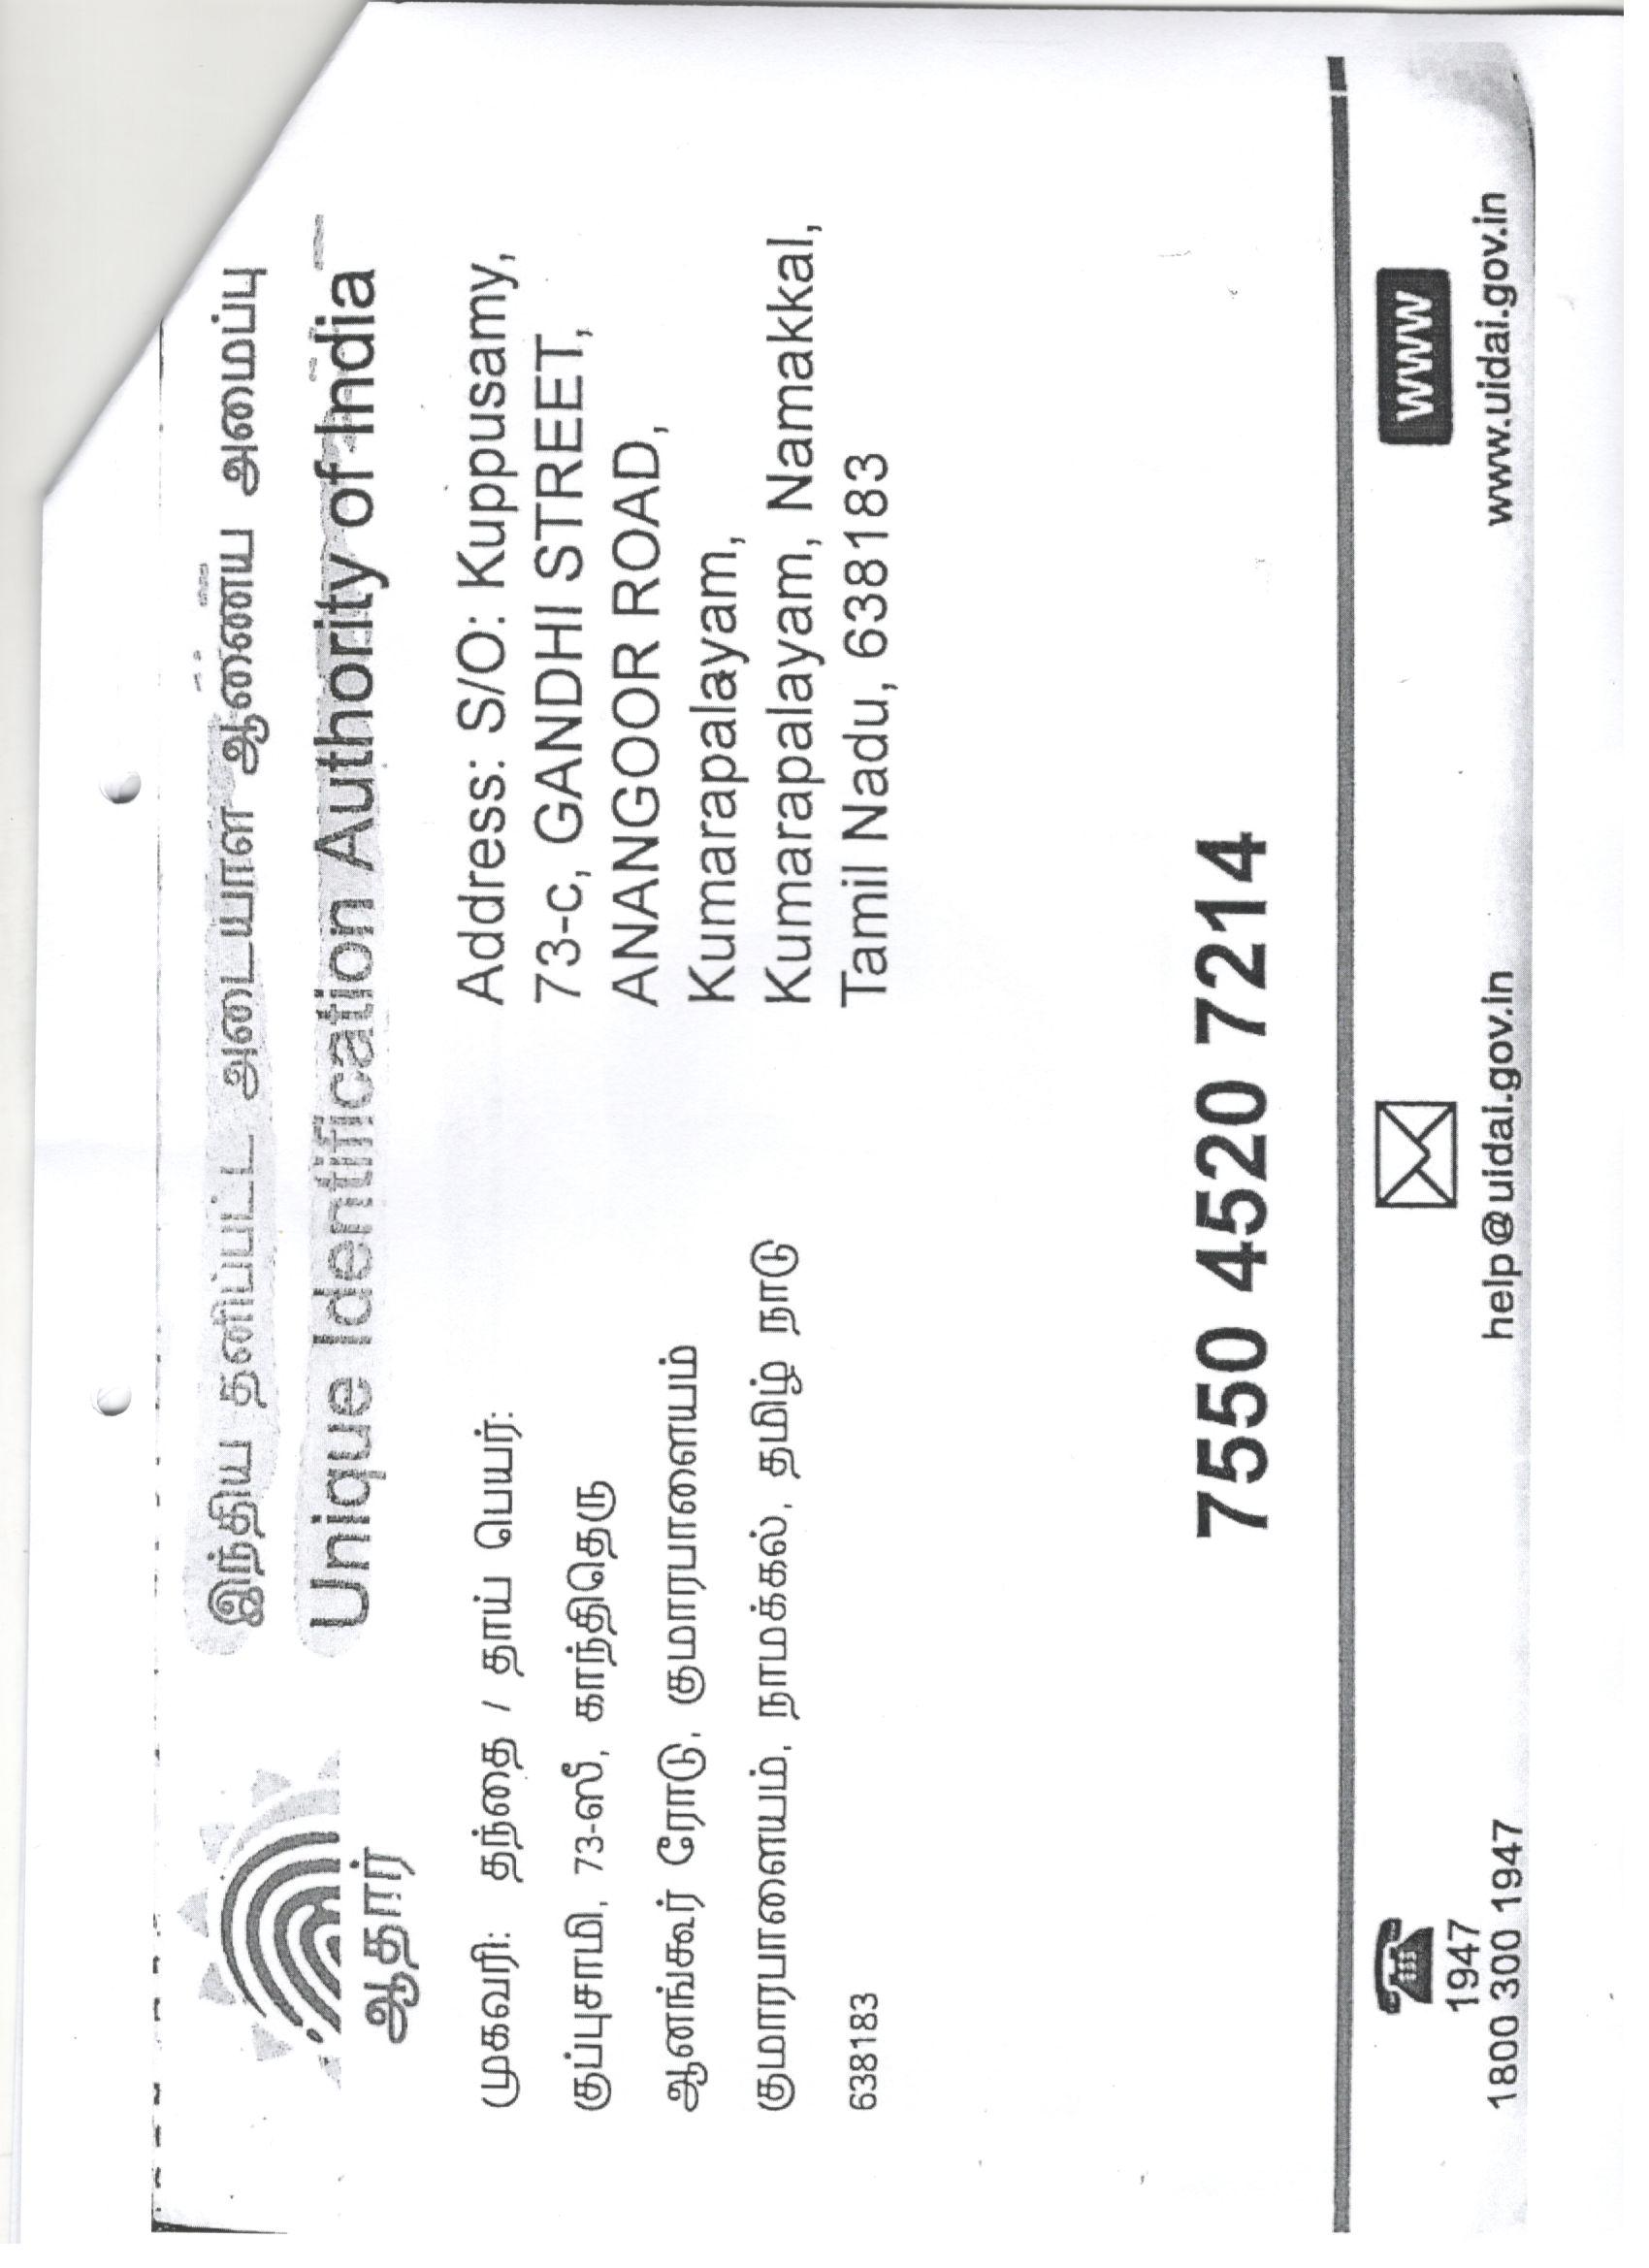 இந்திய தனிப்பட்ட அடையாள ஆணைய அமைப்பு
Unique Identification Authority of India
ஆதார்
முகவரி: தந்தை / தாய் பெயர்:
குப்புசாமி, 73-ஸீ, காந்திதெரு
ஆனங்கூர் ரோடு, குமாரபாளையம்
குமாரபாளையம், நாமக்கல், தமிழ் நாடு
638183
Address: S/O: Kuppusamy,
73-c, GANDHI STREET,
ANANGOOR ROAD,
Kumarapalayam,
Kumarapalayam, Namakkal,
Tamil Nadu, 638183
7550 4520 7214
1947
1800 300 1947
help@uidai.gov.in
WWW
www.uidai.gov.in